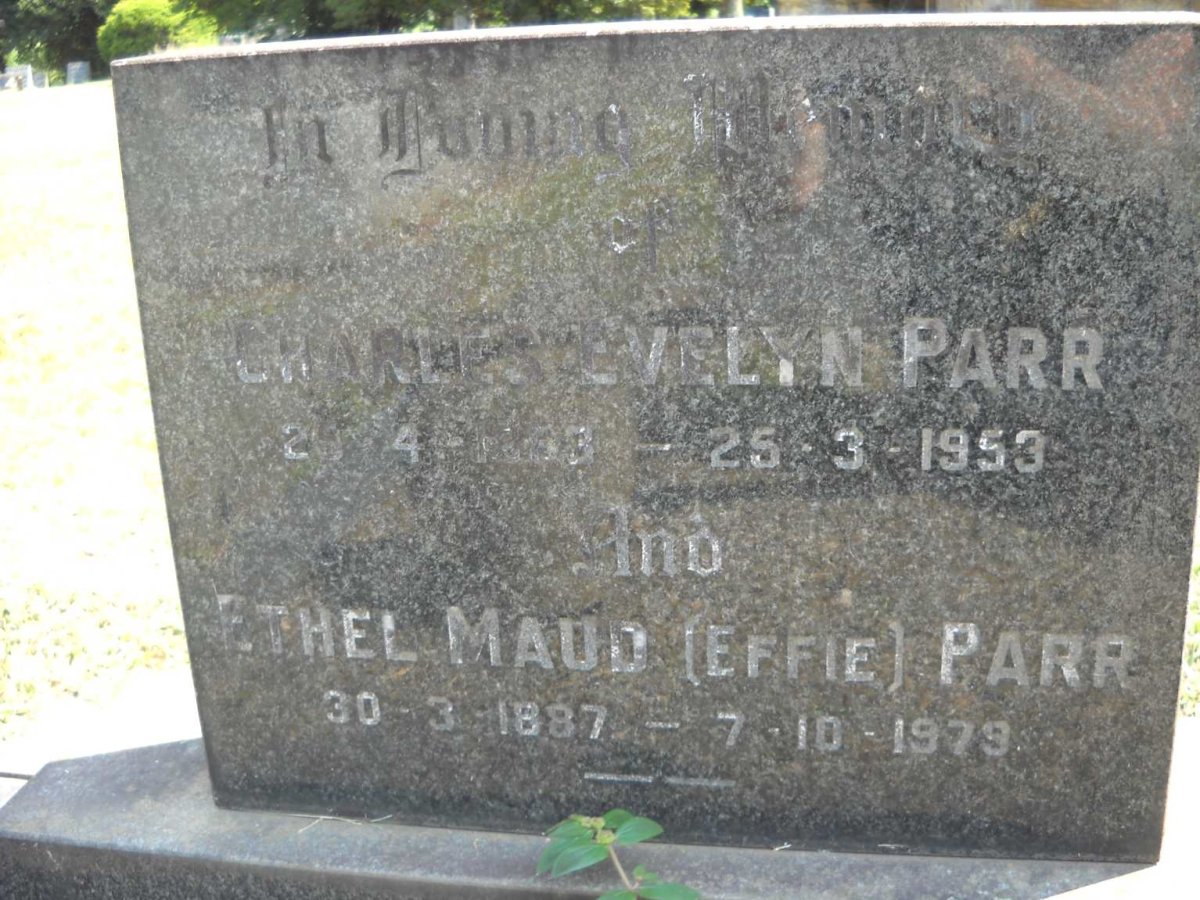 In Loving Memory
of
CHARLES EVELYN PARR
4 - — 25 - 3 - 1953
And
ETHEL MAUD (EFFIE) PARR
30 - 3 - 1887 — 7 - 10 - 1979